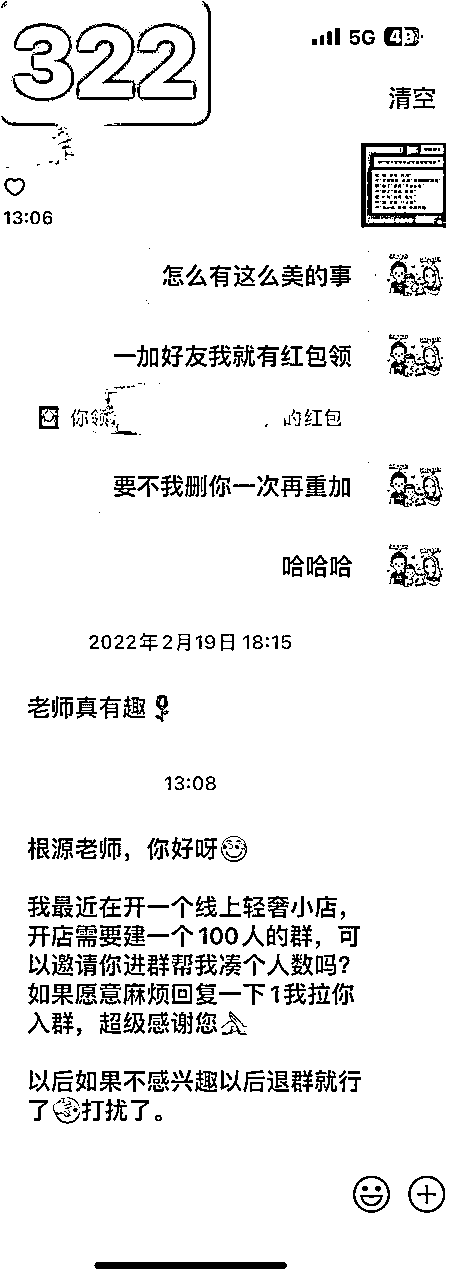 322
5G 49
清空
13:06
怎么有这么美的事
一加好友我就有红包领
你领 的红包
要不我删你一次再重加
哈哈哈
2022年2月19日 18:15
老师真有趣
13:08
根源老师，你好呀
我最近在开一个线上轻奢小店，
开店需要建一个100人的群，可
以邀请你进群帮我凑个人数吗？
如果愿意麻烦回复一下1我拉你
入群，超级感谢您
以后如果不感兴趣以后退群就行
了打扰了。